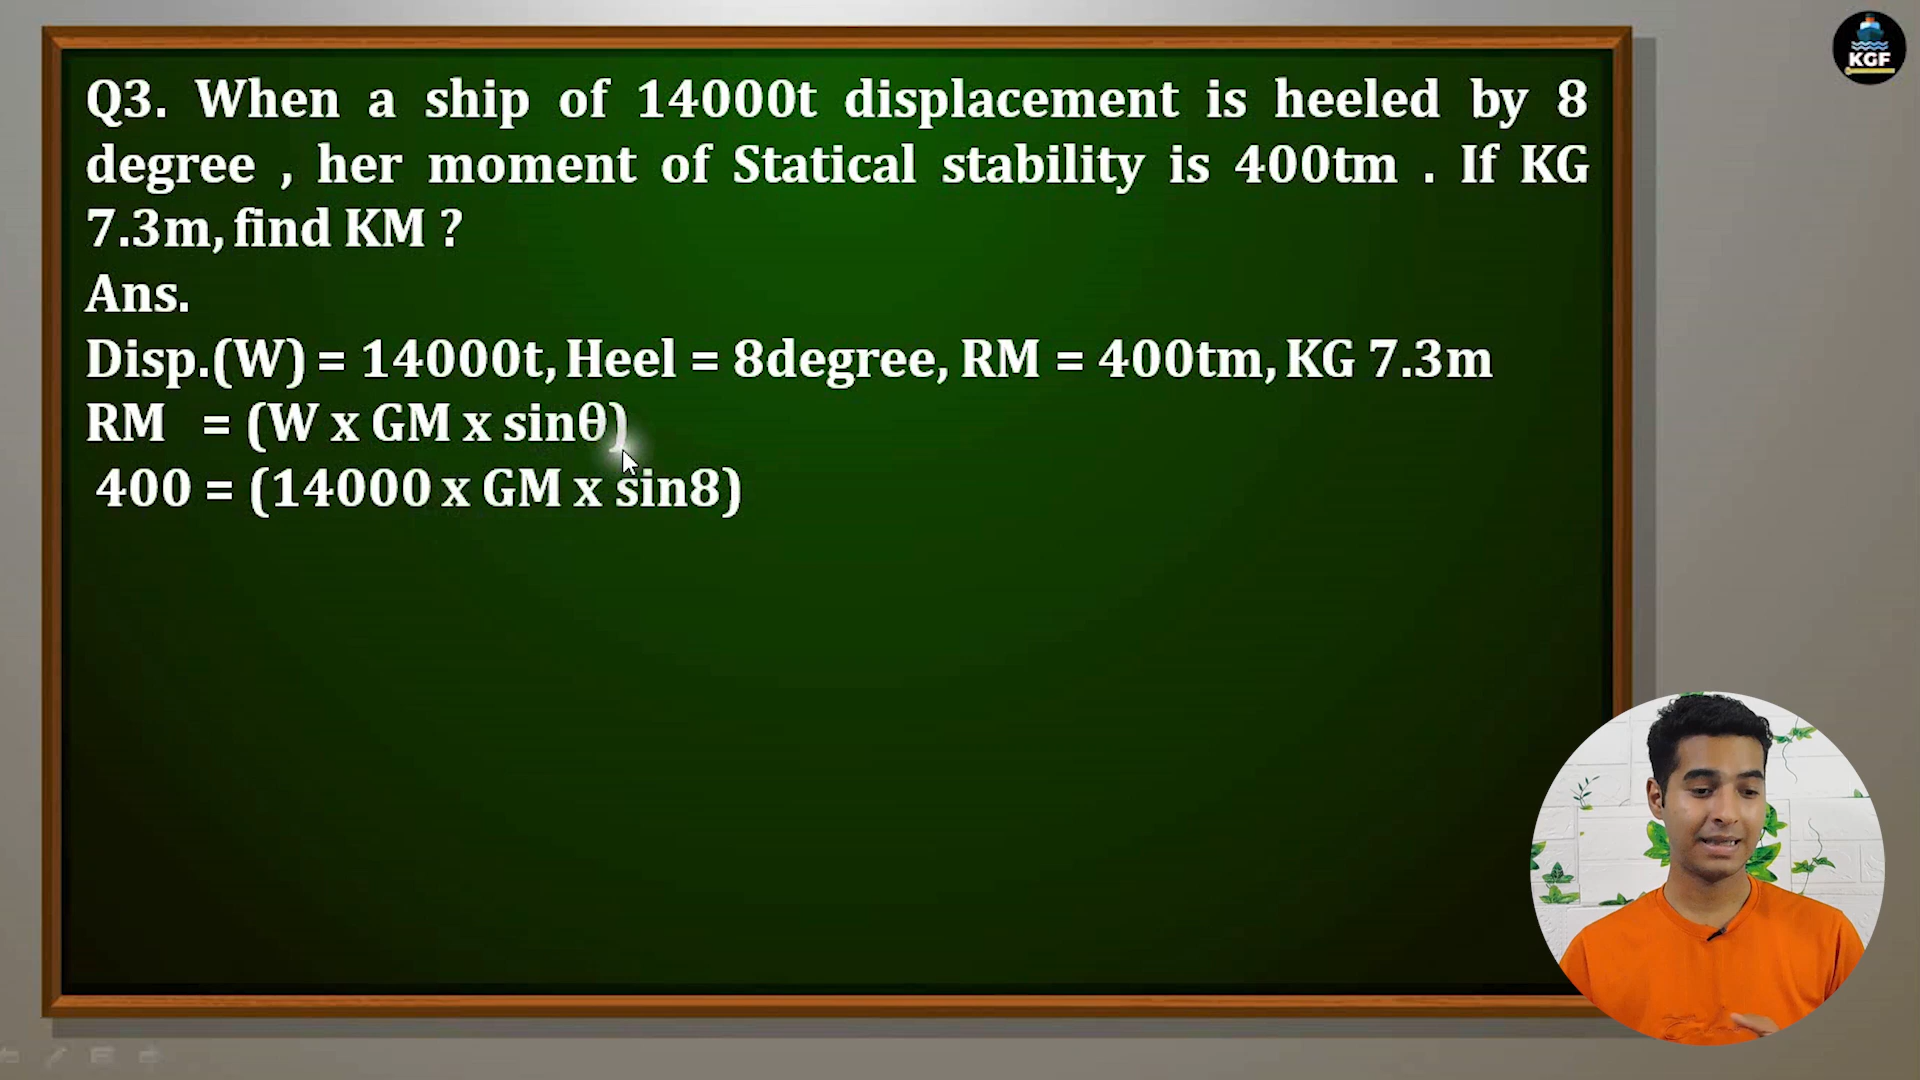 KGF
Q3. When a ship of 14000t displacement is heeled by 8
degree , her moment of Statical stability is 400tm . If KG
7.3m, find KM ?
Ans.
Disp.(W) = 14000t, Heel = 8degree, RM = 400tm, KG 7.3m
RM = (W x GM x sinθ)
400 = (14000 x GM x sin8)